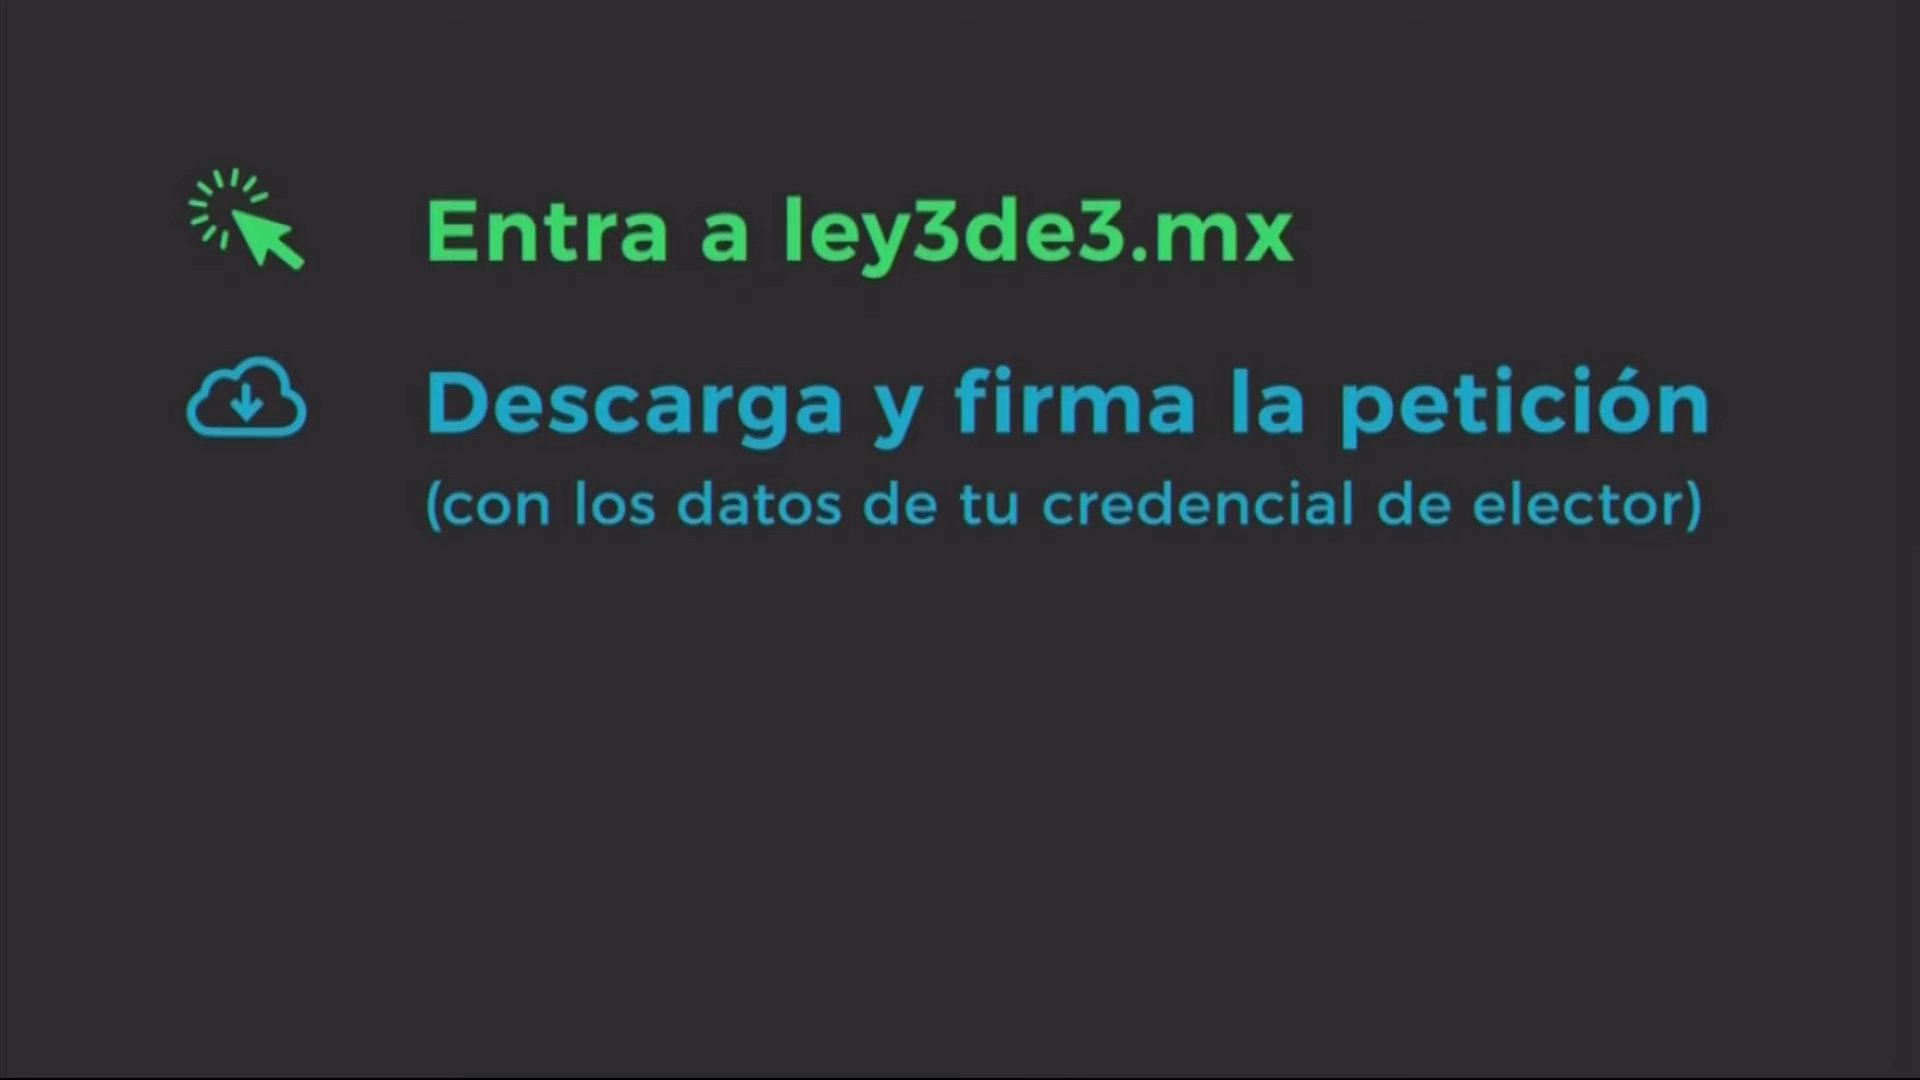 Entra a ley3de3.mx
Descarga y firma la petición
(con los datos de tu credencial de elector)